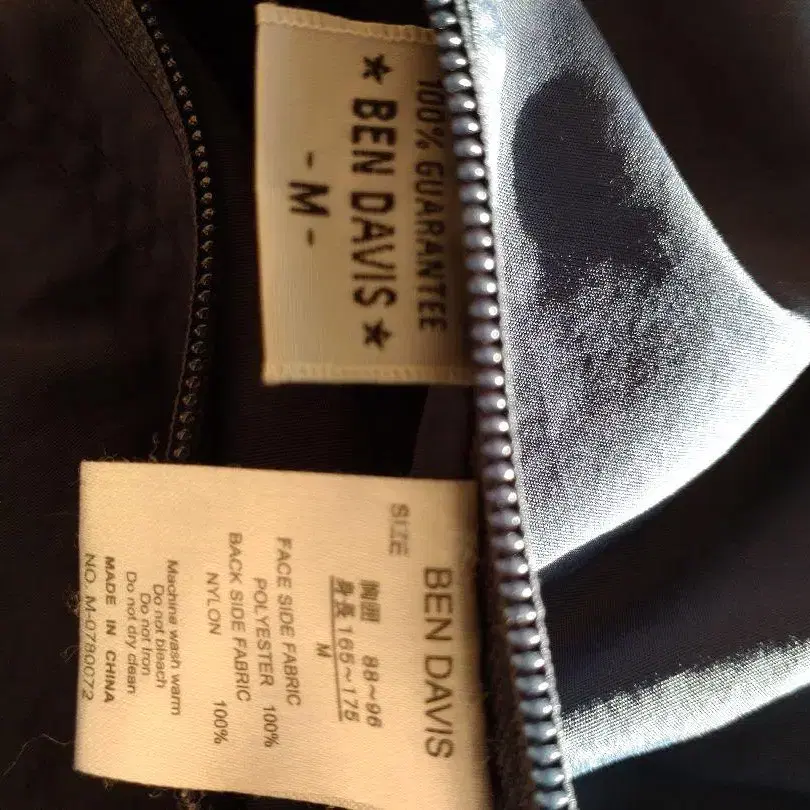 100% GUARANTEE
★ BEN DAVIS ★
- M -
BEN DAVIS
SIZE
胸囲 88~96
身長 165~175
M
FACE SIDE FABRIC
POLYESTER 100%
BACK SIDE FABRIC
NYLON 100%
Machine wash warm
Do not bleach
Do not Iron
Do not dry clean
MADE IN CHINA
NO. M-0780072